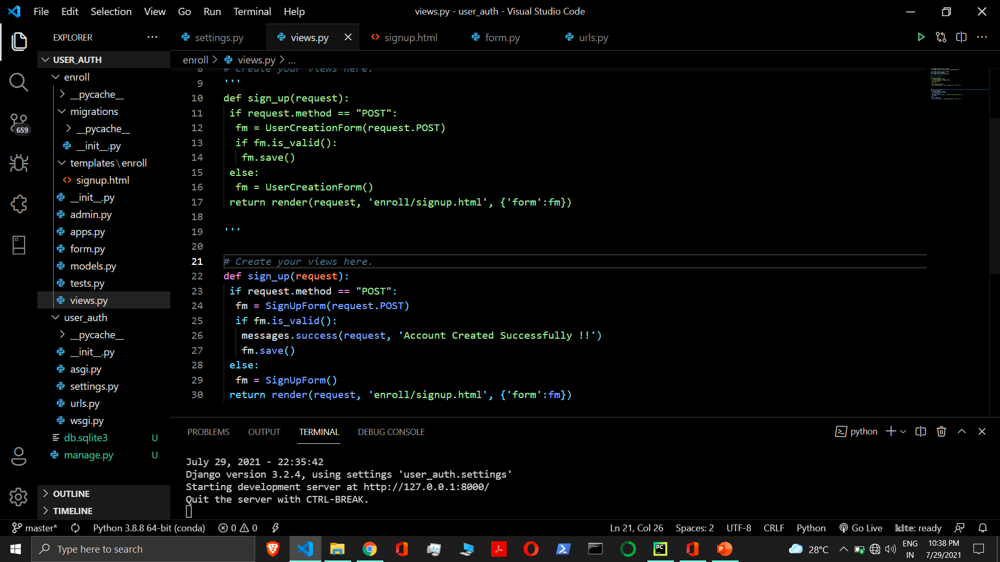 File Edit Selection View Go Run Terminal Help
views.py - user_auth - Visual Studio Code
EXPLORER
settings.py
views.py
signup.html
form.py
urls.py
USER_AUTH
enroll > views.py > ...
enroll
__pycache__
migrations
__pycache__
__init__.py
templates\enroll
signup.html
__init__.py
admin.py
apps.py
form.py
models.py
tests.py
views.py
user_auth
__pycache__
__init__.py
asgi.py
settings.py
urls.py
wsgi.py
db.sqlite3 U
manage.py U
OUTLINE
TIMELINE
8 # Create your views here.
9 '''
10 def sign_up(request):
11 if request.method == "POST":
12 fm = UserCreationForm(request.POST)
13 if fm.is_valid():
14 fm.save()
15 else:
16 fm = UserCreationForm()
17 return render(request, 'enroll/signup.html', {'form':fm})
18
19 '''
20
21 # Create your views here.
22 def sign_up(request):
23 if request.method == "POST":
24 fm = SignUpForm(request.POST)
25 if fm.is_valid():
26 messages.success(request, 'Account Created Successfully !!')
27 fm.save()
28 else:
29 fm = SignUpForm()
30 return render(request, 'enroll/signup.html', {'form':fm})
PROBLEMS OUTPUT TERMINAL DEBUG CONSOLE
python
July 29, 2021 - 22:35:42
Django version 3.2.4, using settings 'user_auth.settings'
Starting development server at http://127.0.0.1:8000/
Quit the server with CTRL-BREAK.
659
master* Python 3.8.8 64-bit (conda) 0 0
Ln 21, Col 26 Spaces: 2 UTF-8 CRLF Python Go Live kite: ready
Type here to search
PC
28°C
ENG
IN
10:38 PM
7/29/2021